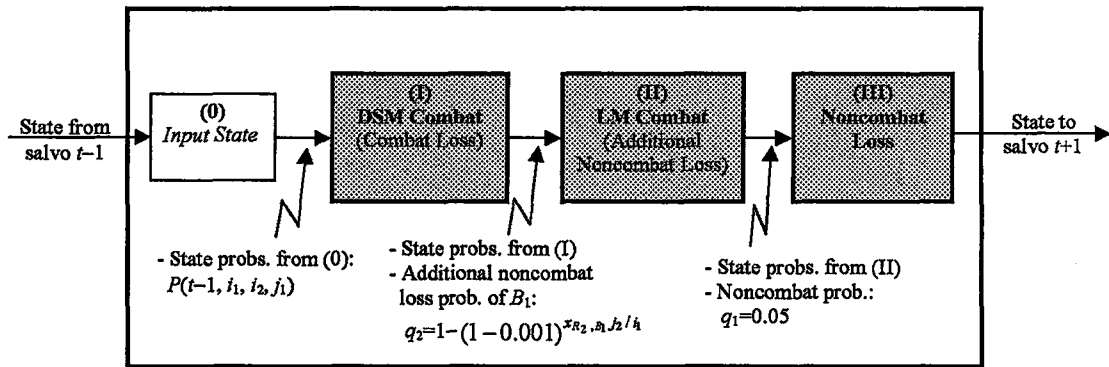 State from
salvo t–1
(0)
Input State
(I)
DSM Combat
(Combat Loss)
(II)
LM Combat
(Additional
Noncombat Loss)
(III)
Noncombat
Loss
State to
salvo t+1
- State probs. from (0):
P(t–1, i₁, i₂, j₁)
- State probs. from (I)
- Additional noncombat
loss prob. of B₁:
q₂=1–(1–0.001)^{x_{R₂,B₁,j₂/i₁}}
- State probs. from (II)
- Noncombat prob.:
q₁=0.05